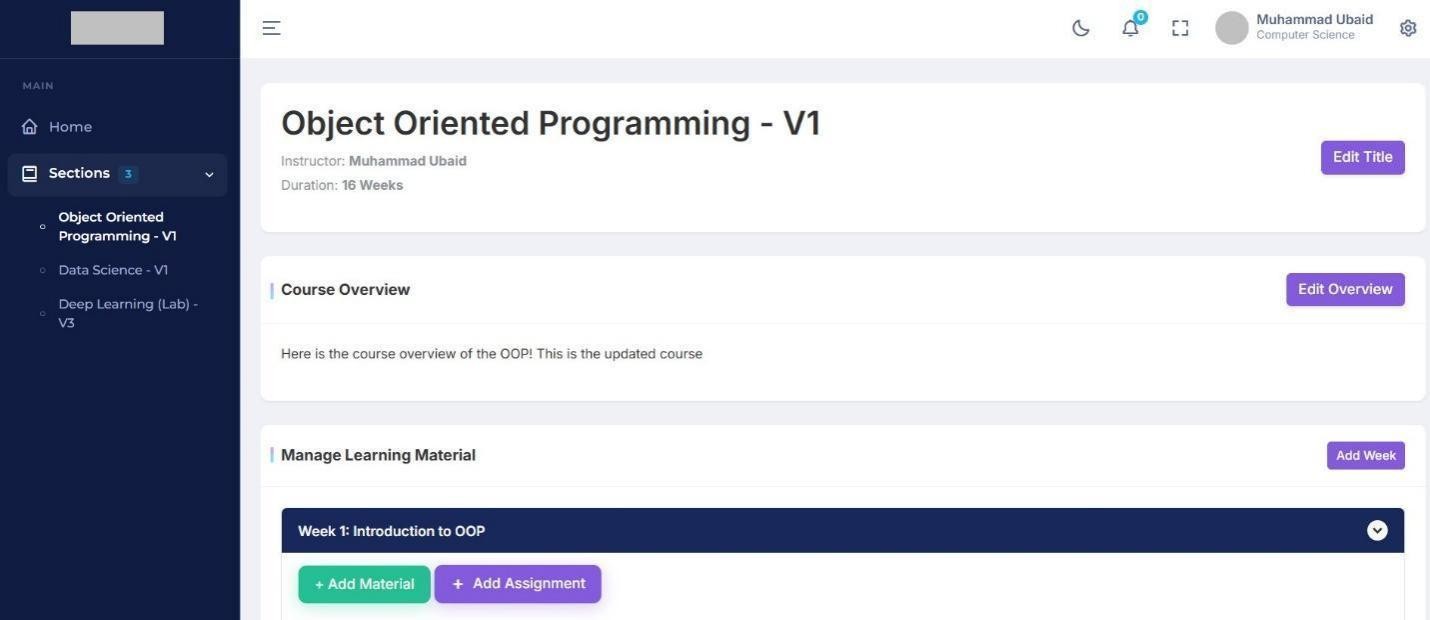 MAIN
Home
Sections 3
Object Oriented
Programming - V1
Data Science - V1
Deep Learning (Lab) -
V3
0
Muhammad Ubaid
Computer Science
Object Oriented Programming - V1
Instructor: Muhammad Ubaid
Duration: 16 Weeks
Edit Title
Course Overview
Edit Overview
Here is the course overview of the OOP! This is the updated course
Manage Learning Material
Add Week
Week 1: Introduction to OOP
+ Add Material
+ Add Assignment